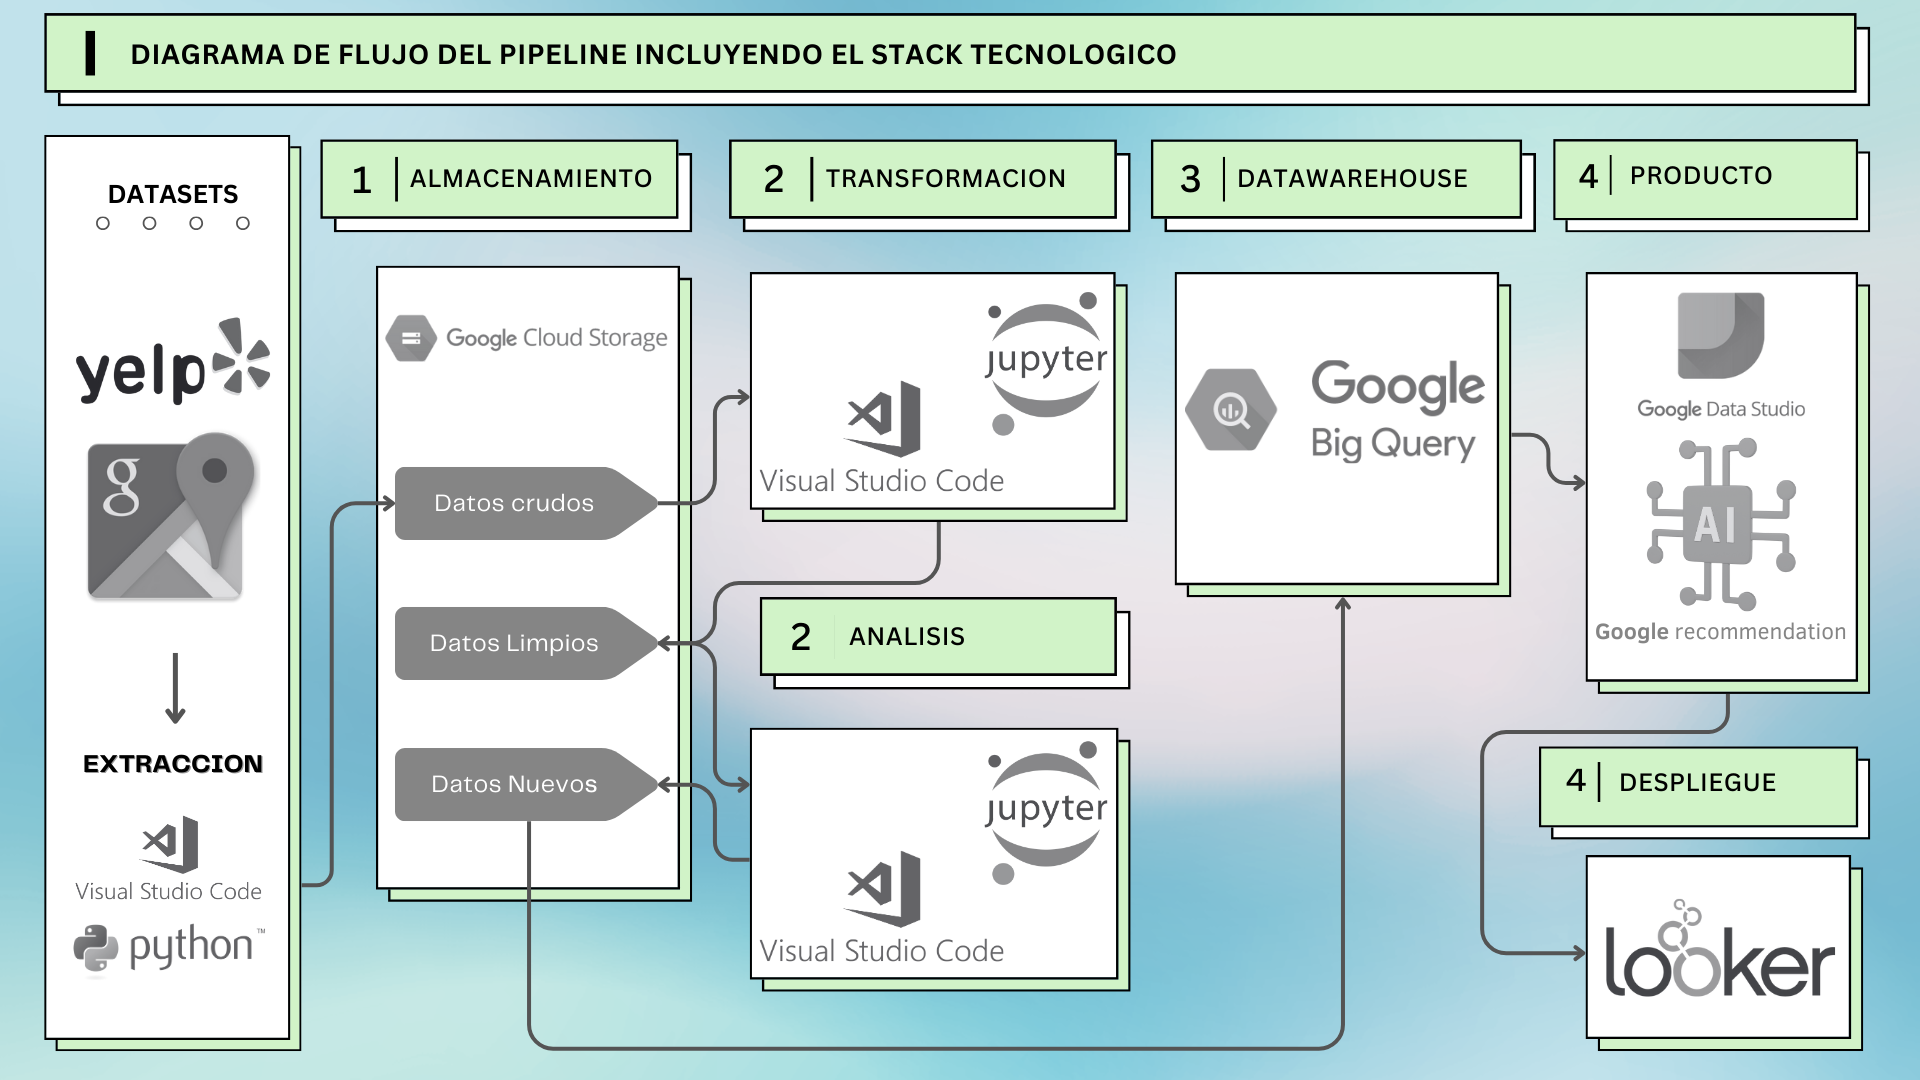 DIAGRAMA DE FLUJO DEL PIPELINE INCLUYENDO EL STACK TECNOLOGICO
DATASETS
yelp
g
EXTRACCION
Visual Studio Code
python™
1 ALMACENAMIENTO
Google Cloud Storage
Datos crudos
Datos Limpios
Datos Nuevos
2 TRANSFORMACION
jupyter
Visual Studio Code
2 ANALISIS
jupyter
Visual Studio Code
3 DATAWAREHOUSE
Google
Big Query
4 PRODUCTO
Google Data Studio
AI
Google recommendation
4 DESPLIEGUE
looker